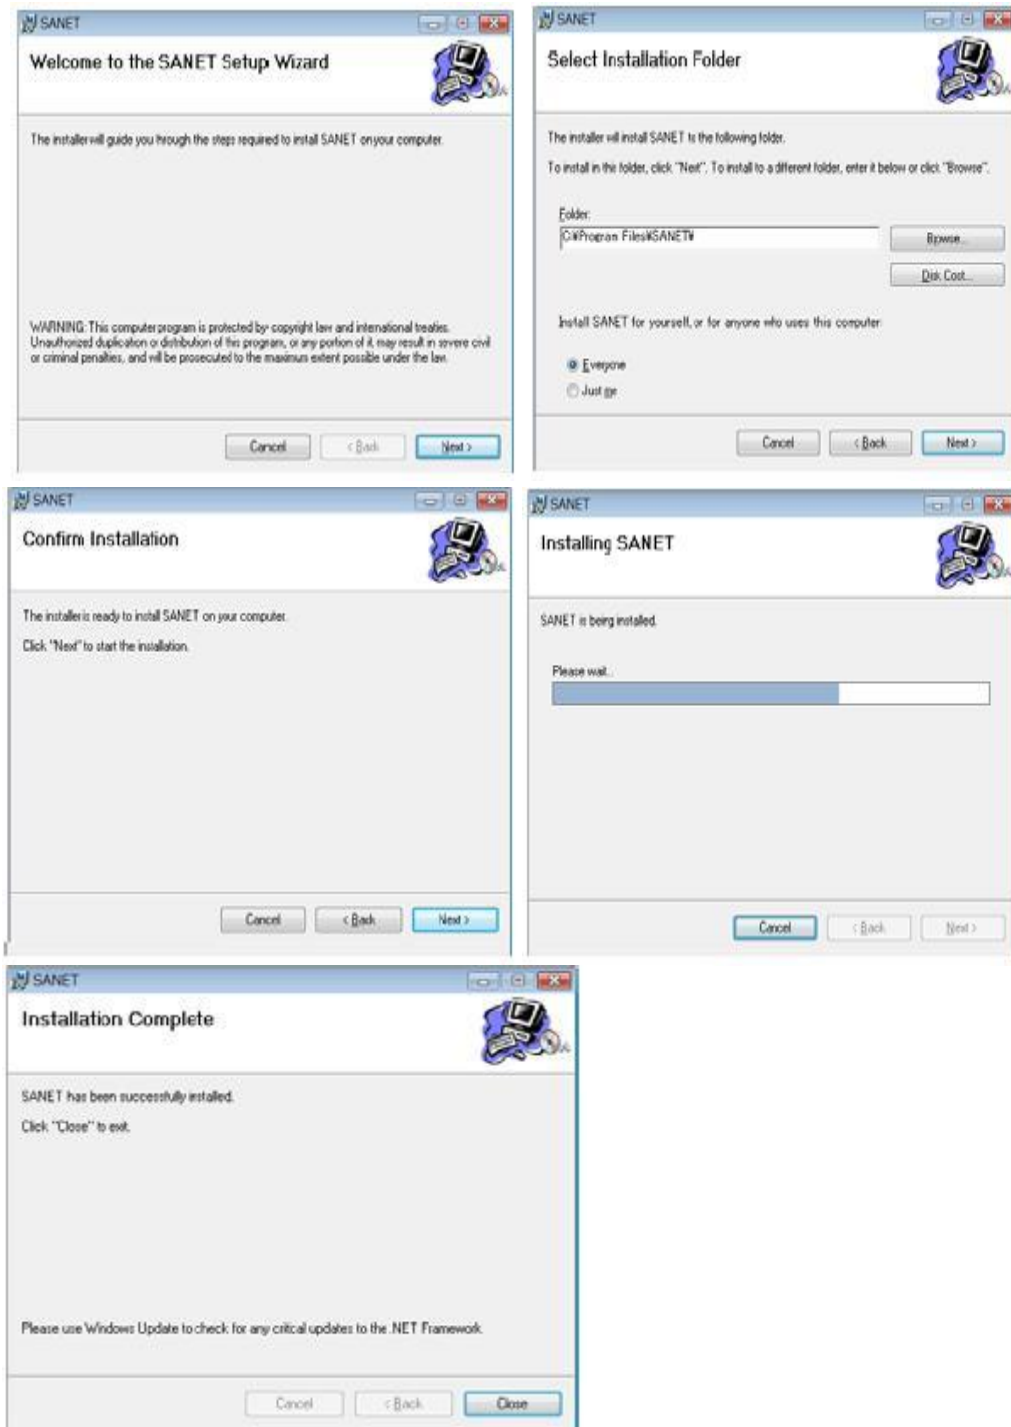 SANET
Welcome to the SANET Setup Wizard
The installer will guide you through the steps required to install SANET on your computer.
WARNING: This computer program is protected by copyright law and international treaties.
Unauthorized duplication or distribution of this program, or any portion of it, may result in severe civil
or criminal penalties, and will be prosecuted to the maximum extent possible under the law.
Cancel
< Back
Next >
SANET
Select Installation Folder
The installer will install SANET to the following folder.
To install in this folder, click "Next". To install to a different folder, enter it below or click "Browse".
Folder:
C:¥Program Files¥SANET¥
Browse...
Disk Cost...
Install SANET for yourself, or for anyone who uses this computer:
Everyone
Just me
Cancel
< Back
Next >
SANET
Confirm Installation
The installer is ready to install SANET on your computer.
Click "Next" to start the installation.
Cancel
< Back
Next >
SANET
Installing SANET
SANET is being installed.
Please wait...
Cancel
< Back
Next >
SANET
Installation Complete
SANET has been successfully installed.
Click "Close" to exit.
Please use Windows Update to check for any critical updates to the .NET Framework.
Cancel
< Back
Close